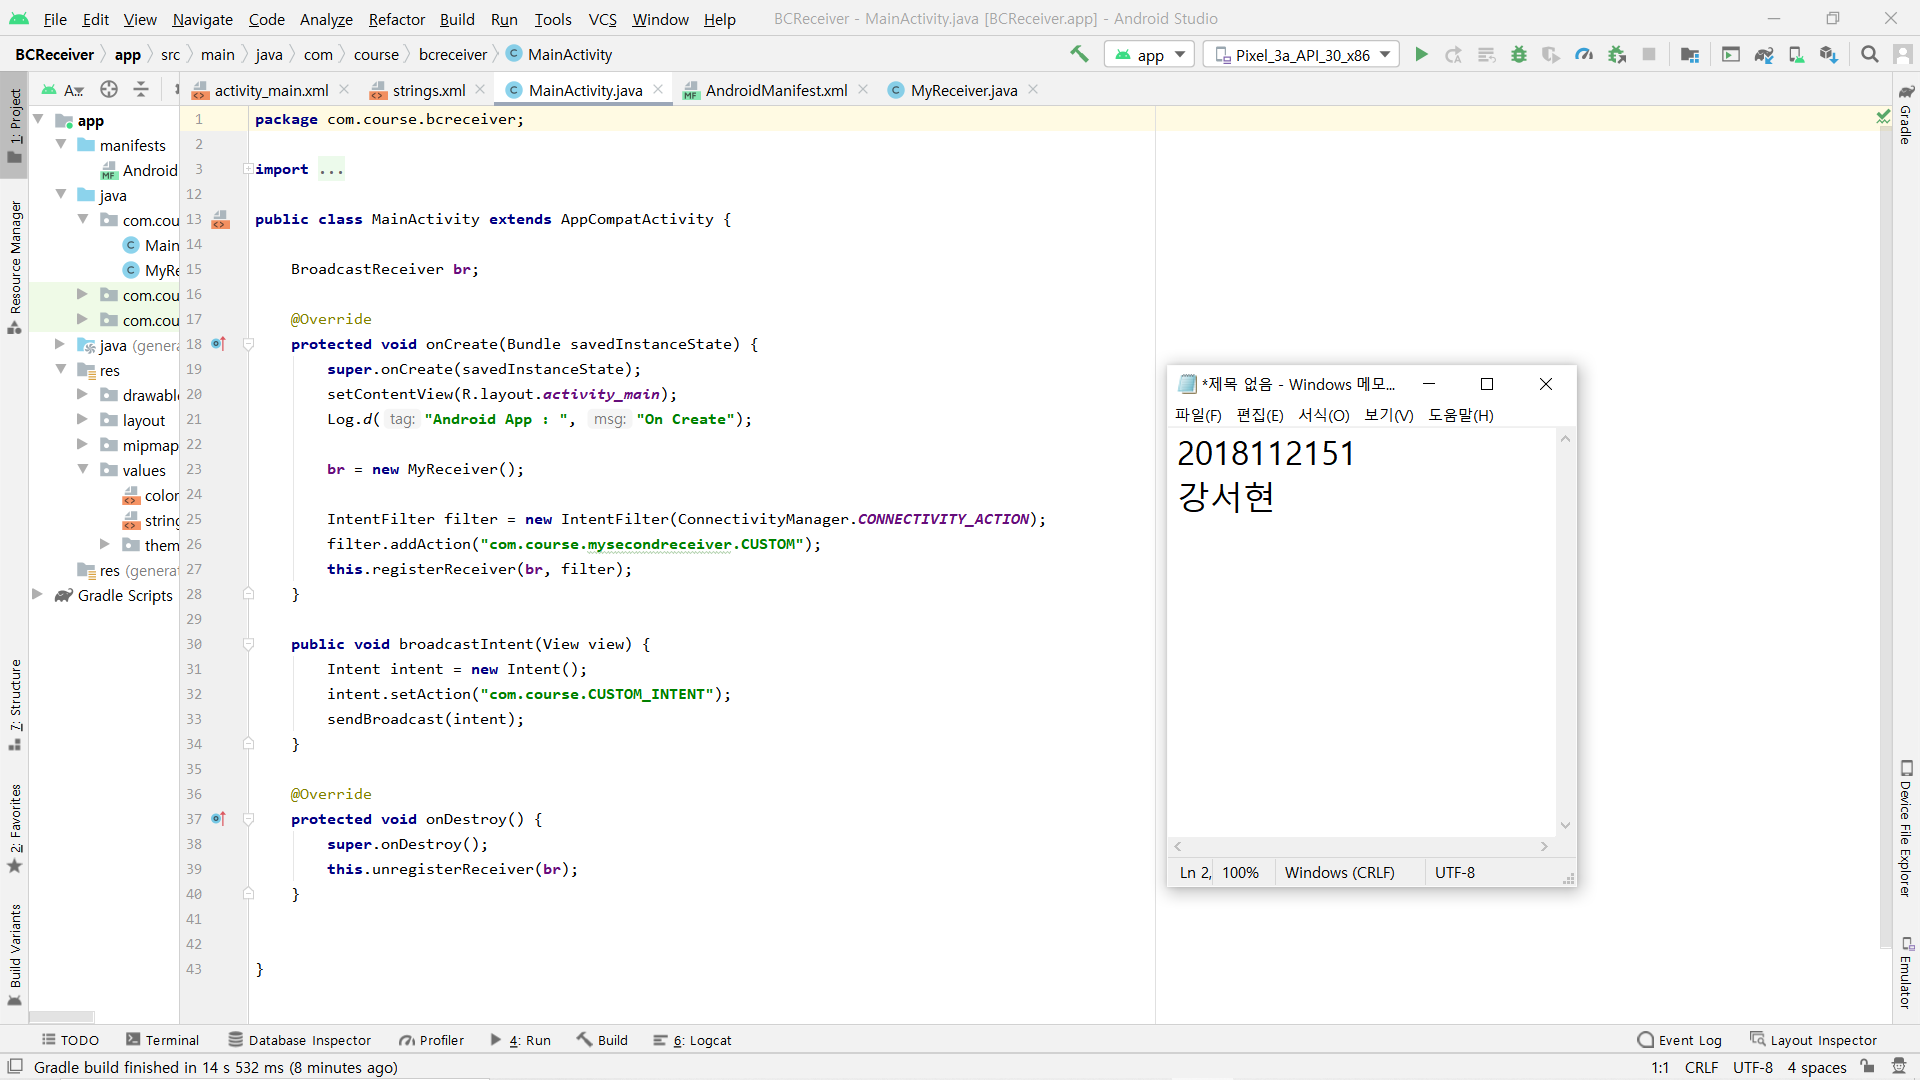 File Edit View Navigate Code Analyze Refactor Build Run Tools VCS Window Help BCReceiver - MainActivity.java [BCReceiver.app] - Android Studio
BCReceiver app src main java com course bcreceiver MainActivity app Pixel_3a_API_30_x86
A... activity_main.xml strings.xml MainActivity.java AndroidManifest.xml MyReceiver.java
1: Project
Resource Manager
7: Structure
2: Favorites
Build Variants
app
manifests
Android
java
com.cou
Main
MyRe
com.cou
com.cou
java (genera
res
drawabl
layout
mipmap
values
color
string
them
res (generat
Gradle Scripts
1 package com.course.bcreceiver;
2
3 import ...
12
13 public class MainActivity extends AppCompatActivity {
14
15 BroadcastReceiver br;
16
17 @Override
18 protected void onCreate(Bundle savedInstanceState) {
19 super.onCreate(savedInstanceState);
20 setContentView(R.layout.activity_main);
21 Log.d( tag: "Android App : ", msg: "On Create");
22
23 br = new MyReceiver();
24
25 IntentFilter filter = new IntentFilter(ConnectivityManager.CONNECTIVITY_ACTION);
26 filter.addAction("com.course.mysecondreceiver.CUSTOM");
27 this.registerReceiver(br, filter);
28 }
29
30 public void broadcastIntent(View view) {
31 Intent intent = new Intent();
32 intent.setAction("com.course.CUSTOM_INTENT");
33 sendBroadcast(intent);
34 }
35
36 @Override
37 protected void onDestroy() {
38 super.onDestroy();
39 this.unregisterReceiver(br);
40 }
41
42
43 }
*제목 없음 - Windows 메모...
파일(F) 편집(E) 서식(O) 보기(V) 도움말(H)
2018112151
강서현
Ln 2, 100% Windows (CRLF) UTF-8
Gradle
Device File Explorer
Emulator
TODO Terminal Database Inspector Profiler 4: Run Build 6: Logcat Event Log Layout Inspector
Gradle build finished in 14 s 532 ms (8 minutes ago) 1:1 CRLF UTF-8 4 spaces